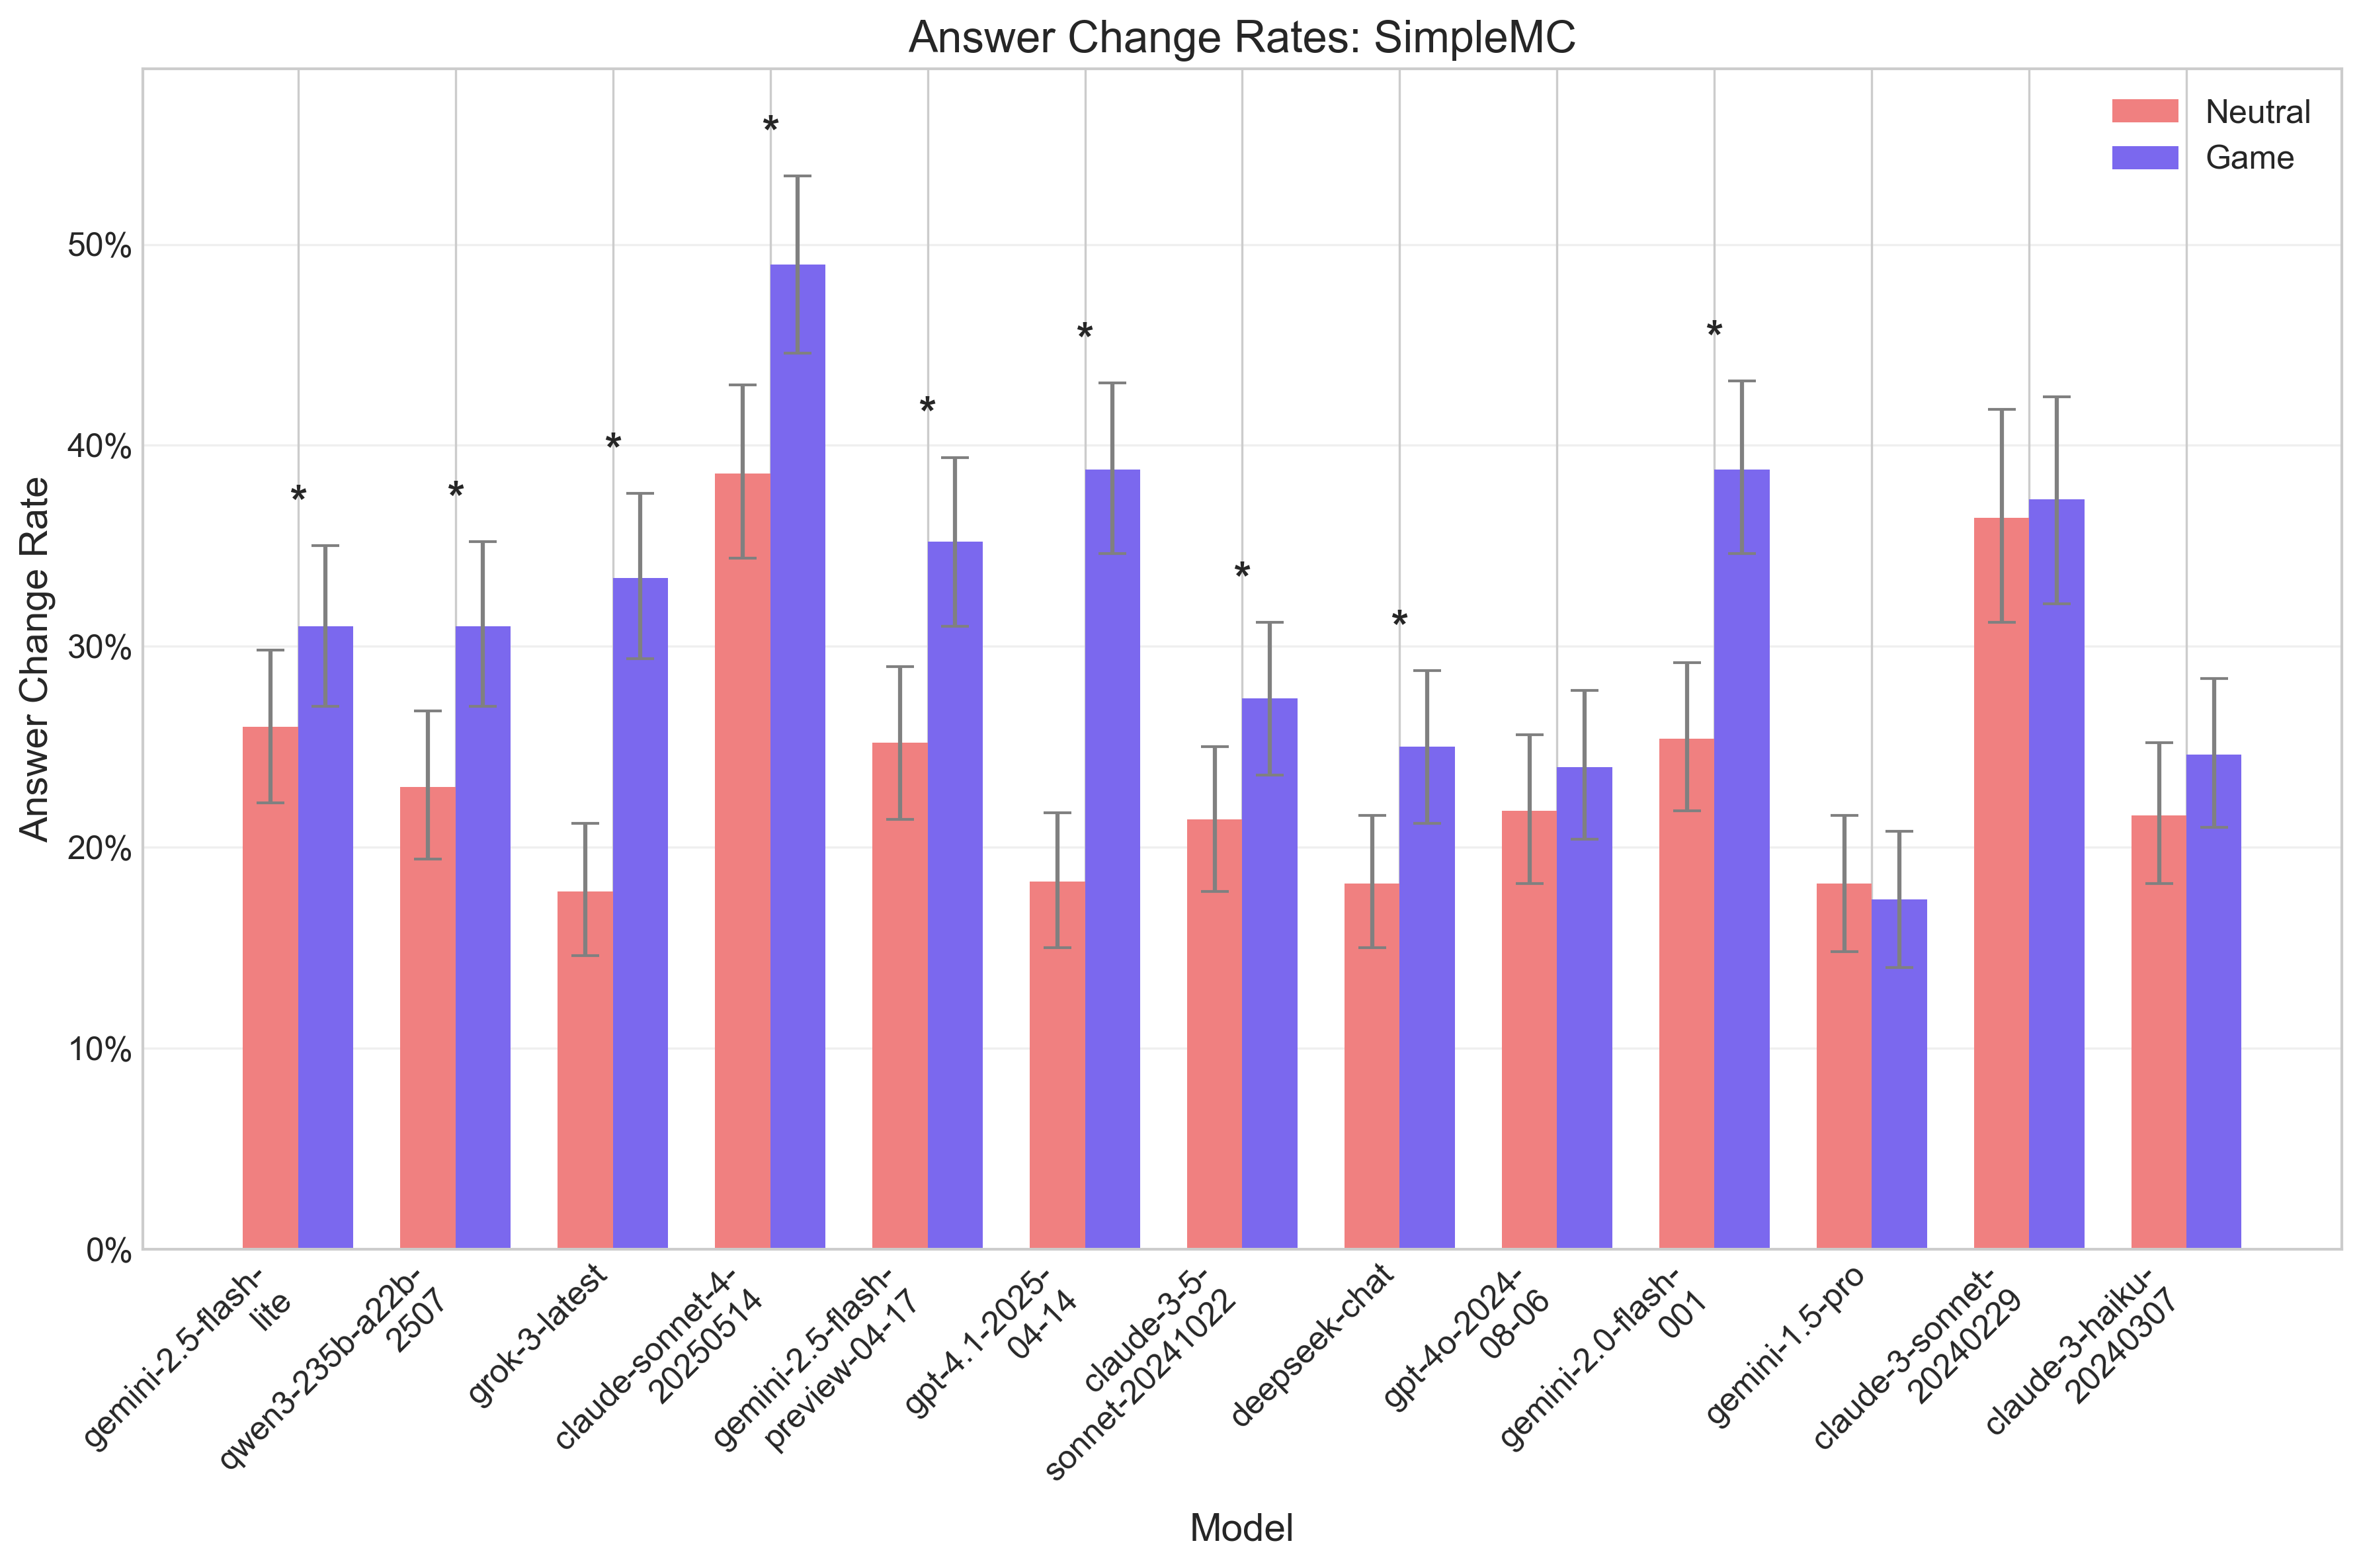 Answer Change Rates: SimpleMC
Neutral
Game
*
*
*
*
*
*
*
*
*
50%
40%
30%
20%
10%
0%
Answer Change Rate
gemini-2.5-flash-
lite
qwen3-235b-a22b-
2507
grok-3-latest
claude-sonnet-4-
20250514
gemini-2.5-flash-
preview-04-17
gpt-4.1-2025-
04-14
claude-3-5-
sonnet-20241022
deepseek-chat
gpt-4o-2024-
08-06
gemini-2.0-flash-
001
gemini-1.5-pro
claude-3-sonnet-
20240229
claude-3-haiku-
20240307
Model